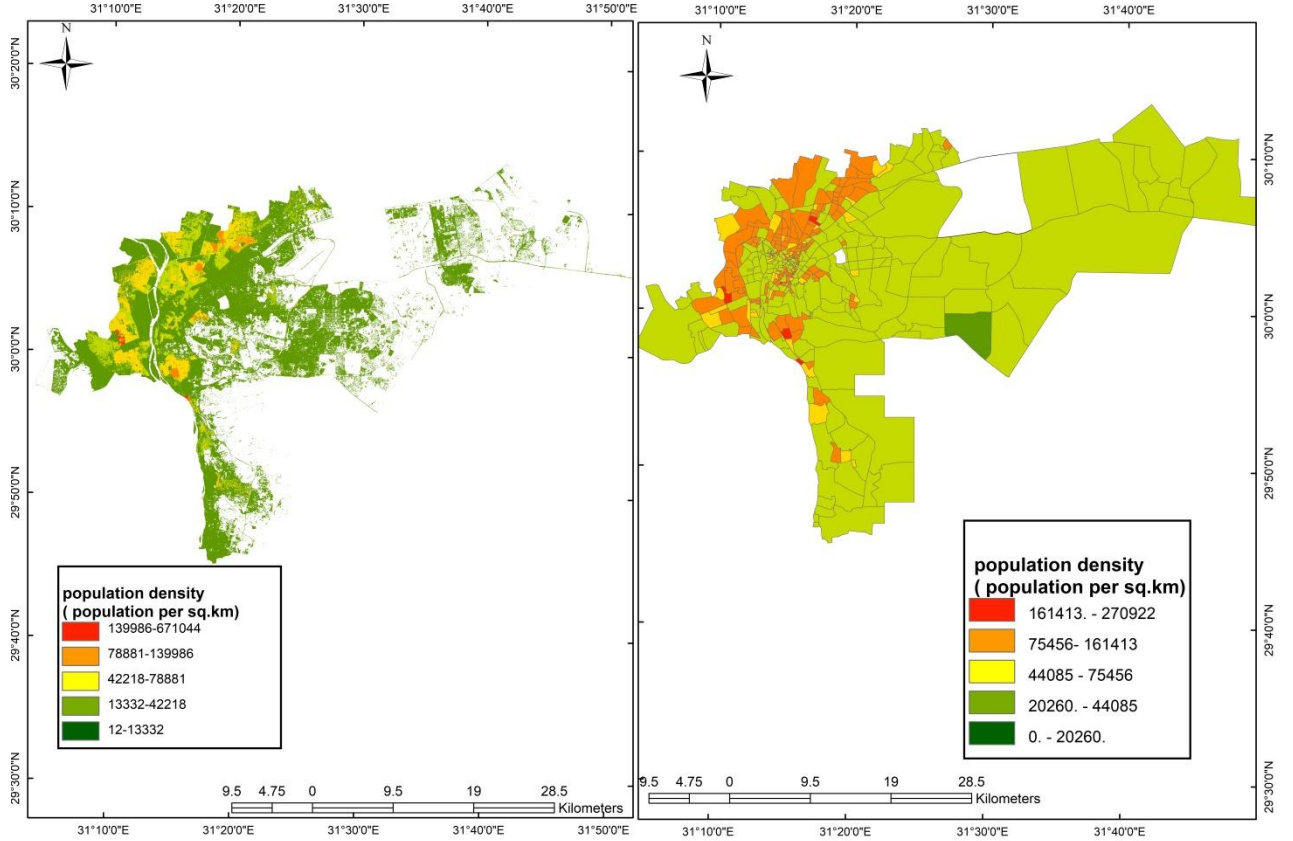 31°10'0"E 31°20'0"E 31°30'0"E 31°40'0"E 31°50'0"E
N
30°20'0"N
30°10'0"N
30°0'0"N
29°50'0"N
29°40'0"N
29°30'0"N
population density
( population per sq.km)
139986-671044
78881-139986
42218-78881
13332-42218
12-13332
9.5 4.75 0 9.5 19 28.5
Kilometers
31°10'0"E 31°20'0"E 31°30'0"E 31°40'0"E 31°50'0"E
31°10'0"E 31°20'0"E 31°30'0"E 31°40'0"E
N
30°10'0"N
30°0'0"N
29°50'0"N
29°40'0"N
29°30'0"N
population density
( population per sq.km)
161413. - 270922
75456- 161413
44085 - 75456
20260. - 44085
0. - 20260.
9.5 4.75 0 9.5 19 28.5
Kilometers
31°10'0"E 31°20'0"E 31°30'0"E 31°40'0"E